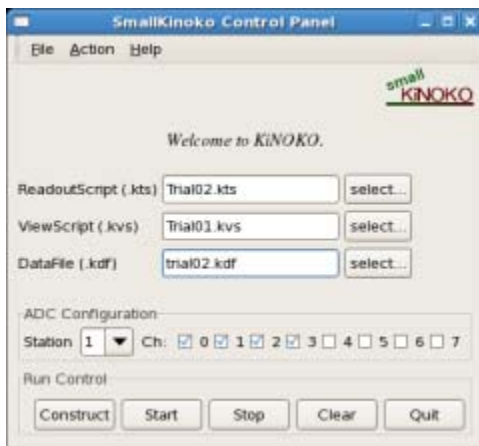 SmallKinoko Control Panel
File Action Help
small
KiNOKO
Welcome to KiNOKO.
ReadoutScript (.kts) Trial02.kts select...
ViewScript (.kvs) Trial01.kvs select...
DataFile (.kdf) trial02.kdf select...
ADC Configuration
Station 1 Ch: 0 1 2 3 4 5 6 7
Run Control
Construct Start Stop Clear Quit